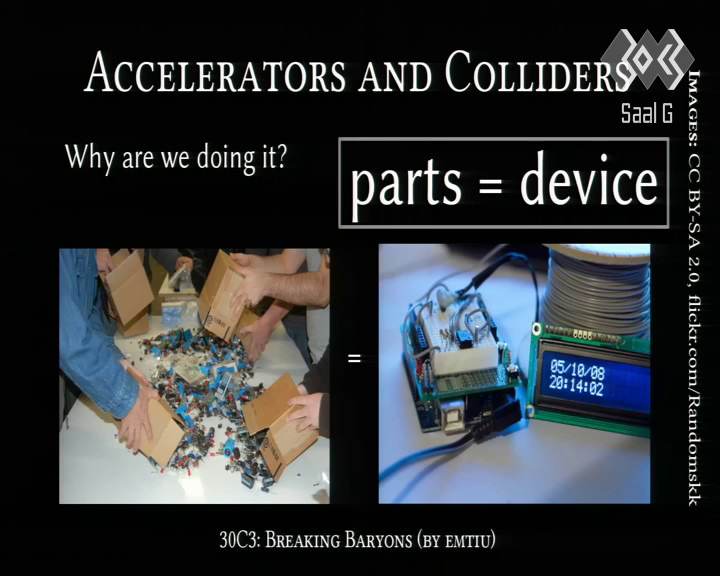 ACCELERATORS AND COLLIDERS
Saal G
Why are we doing it?
parts = device
=
05/10/08
20:14:02
IMAGES: CC BY-SA 2.0, flickr.com/Randomskk
30C3: BREAKING BARYONS (BY EMTIU)